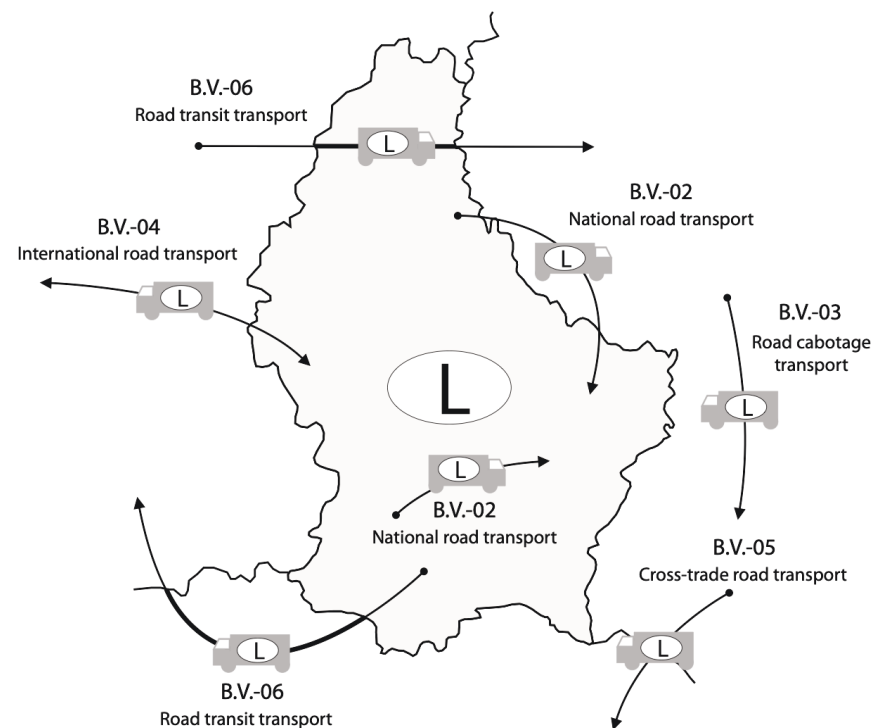 B.V.-06
Road transit transport
L
B.V.-02
National road transport
B.V.-04
International road transport
L
L
B.V.-03
Road cabotage
transport
L
L
L
B.V.-02
National road transport
B.V.-05
Cross-trade road transport
L
L
B.V.-06
Road transit transport